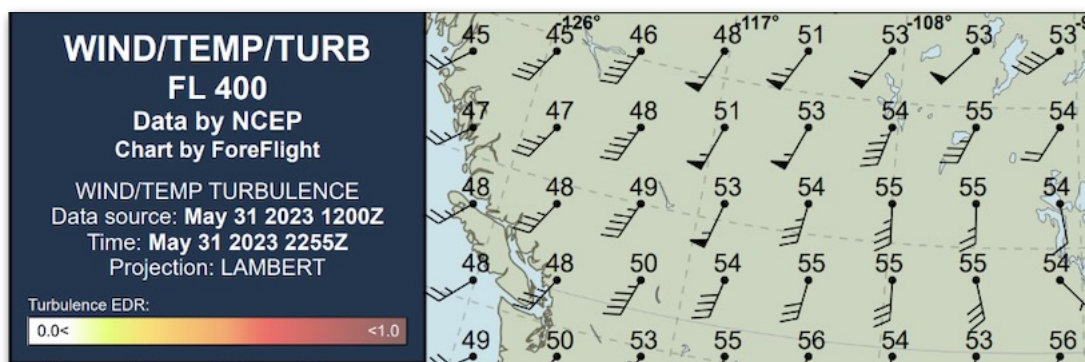 WIND/TEMP/TURB
FL 400
Data by NCEP
Chart by ForeFlight
WIND/TEMP TURBULENCE
Data source: May 31 2023 1200Z
Time: May 31 2023 2255Z
Projection: LAMBERT
Turbulence EDR:
0.0< <1.0
-126° -117° -108°
45 45 46 48 51 53 53 53
47 47 48 51 53 54 55 54
48 48 49 53 54 55 55 54
48 48 50 54 55 55 55 54
49 50 53 55 56 54 53 56